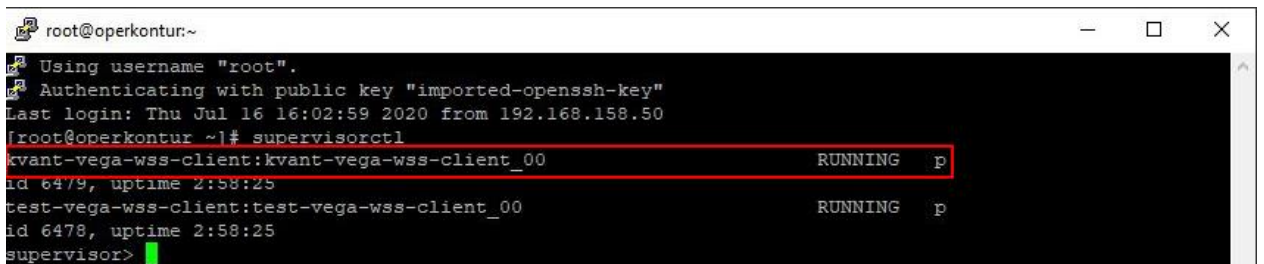 root@operkontur:~
Using username "root".
Authenticating with public key "imported-openssh-key"
Last login: Thu Jul 16 16:02:59 2020 from 192.168.158.50
[root@operkontur ~]# supervisorctl
kvant-vega-wss-client:kvant-vega-wss-client_00 RUNNING p
id 6479, uptime 2:58:25
test-vega-wss-client:test-vega-wss-client_00 RUNNING p
id 6478, uptime 2:58:25
supervisor>